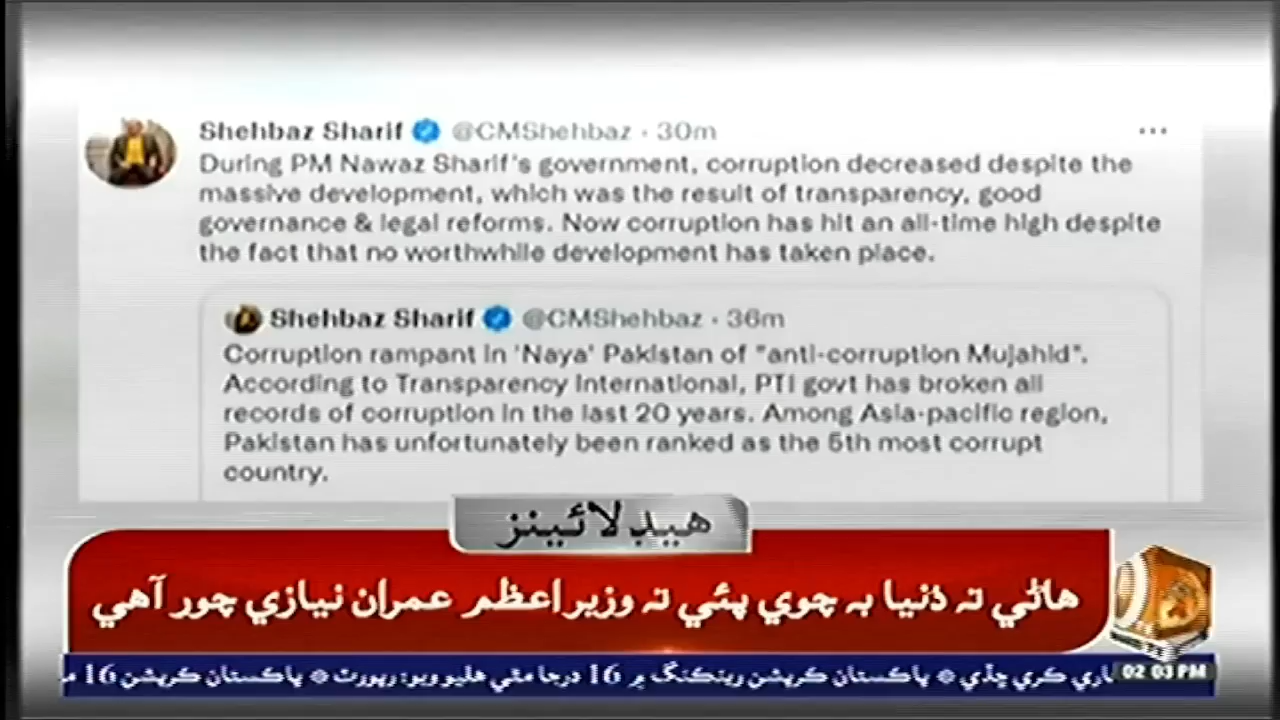 Shehbaz Sharif @CMShehbaz · 30m
During PM Nawaz Sharif's government, corruption decreased despite the
massive development, which was the result of transparency, good
governance & legal reforms. Now corruption has hit an all-time high despite
the fact that no worthwhile development has taken place.
Shehbaz Sharif @CMShehbaz · 36m
Corruption rampant in 'Naya' Pakistan of "anti-corruption Mujahid".
According to Transparency International, PTI govt has broken all
records of corruption in the last 20 years. Among Asia-pacific region,
Pakistan has unfortunately been ranked as the 5th most corrupt
country.
هيڊلائينز
هاڻي ته دنيا به چوي پئي ته وزيراعظم عمران نيازي چور آهي
ڪري ڇڏي * پاڪستان ڪرپشن رينڪنگ ۾ 16 درجا مٿي هليو ويو: رپورٽ * پاڪستان ڪرپشن 16
02:03 PM